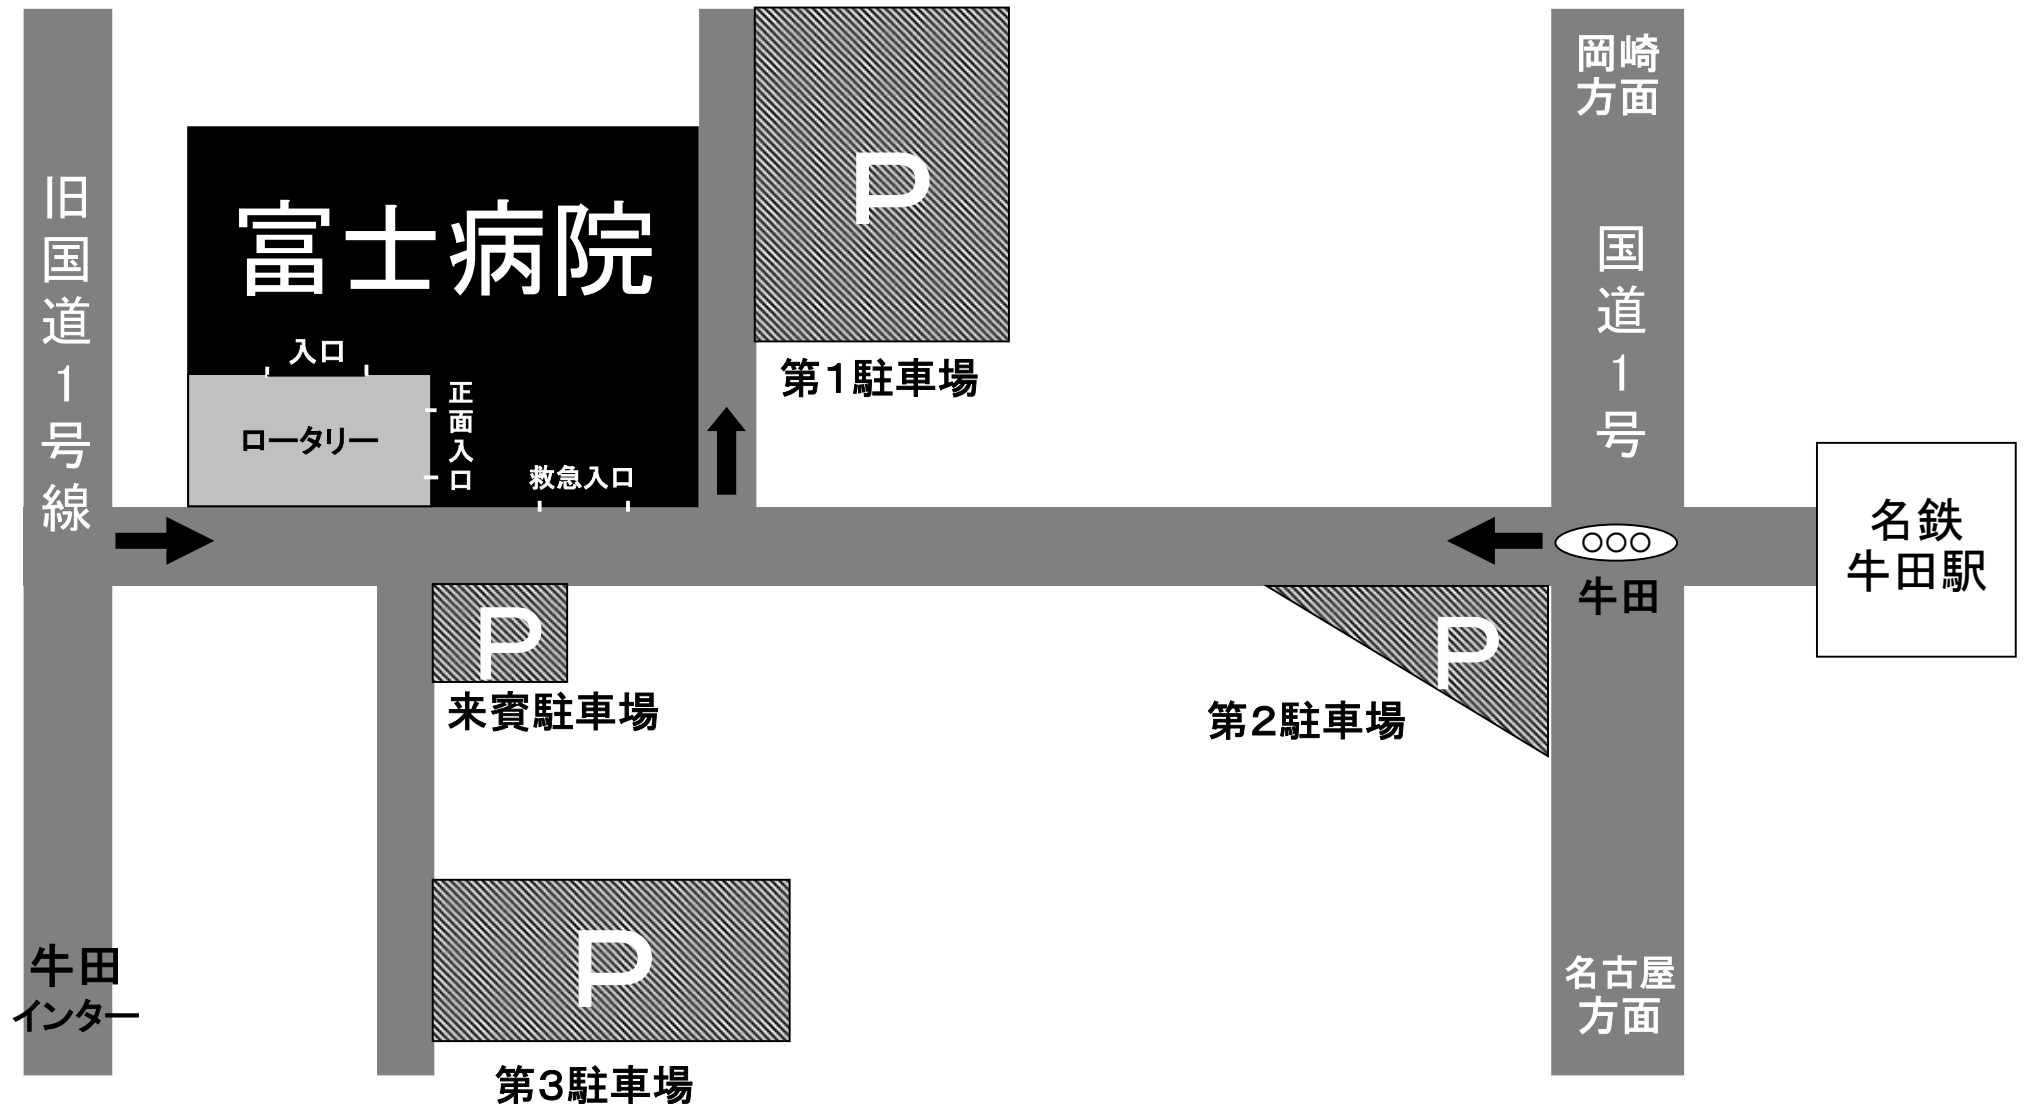 岡崎
方面
旧国道1号線
富士病院
P
国道1号
入口
第1駐車場
正面入口
ロータリー
救急入口
名鉄
牛田駅
牛田
P
P
来賓駐車場
第2駐車場
P
牛田
インター
名古屋
方面
第3駐車場